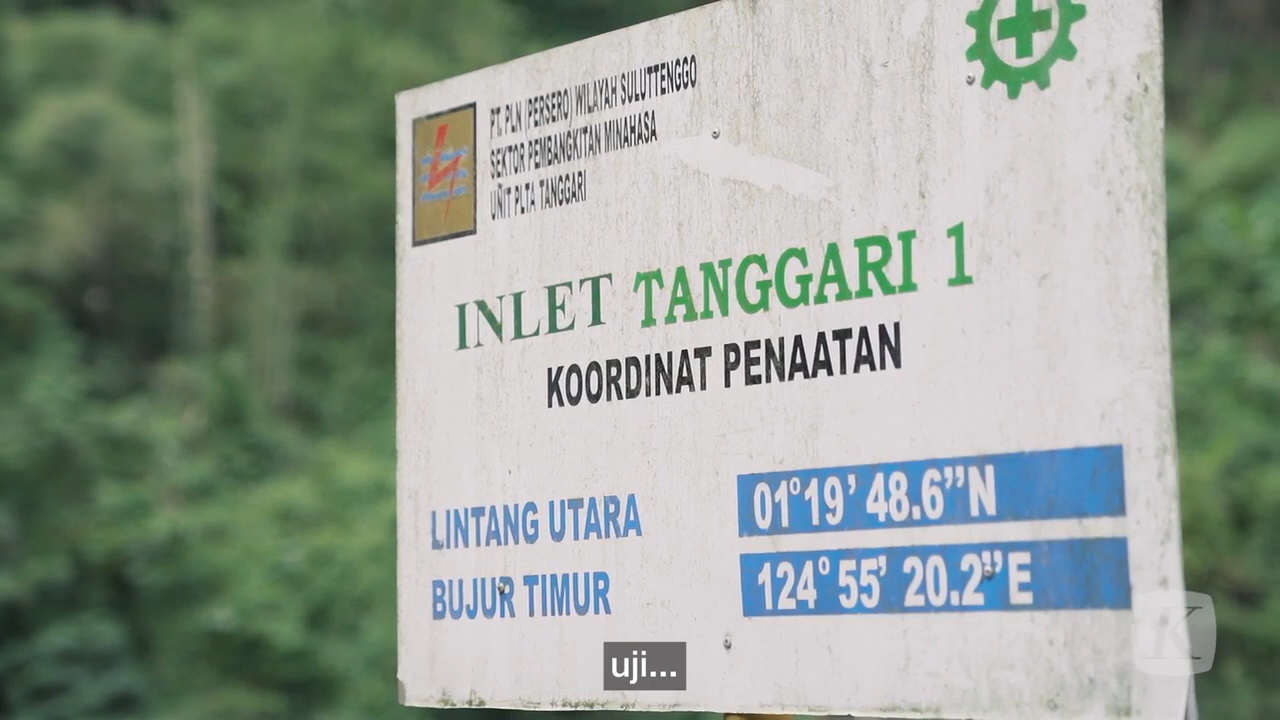 PT. PLN (PERSERO) WILAYAH SULUTTENGGO
SEKTOR PEMBANGKITAN MINAHASA
UNIT PLTA TANGGARI
INLET TANGGARI 1
KOORDINAT PENAATAN
LINTANG UTARA 01°19’ 48.6”N
BUJUR TIMUR 124° 55’ 20.2”E
uji...
K